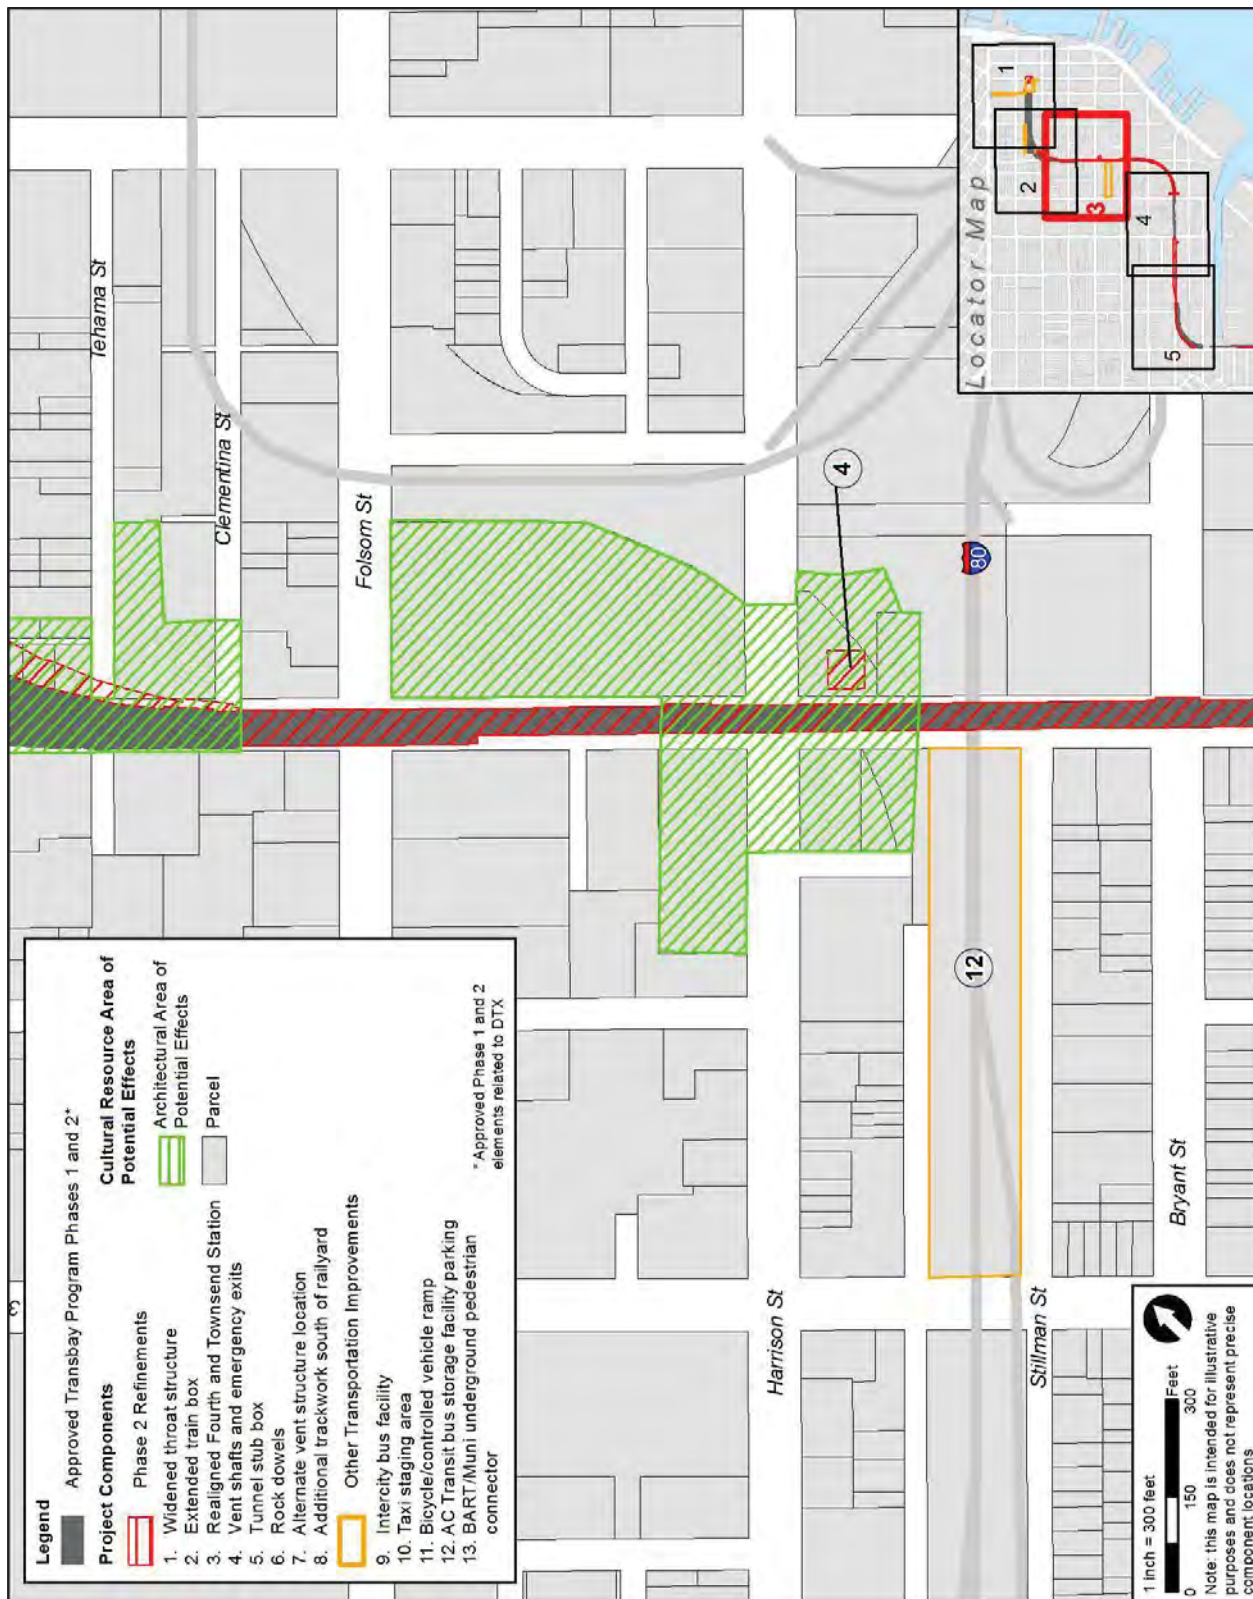 Legend
Approved Transbay Program Phases 1 and 2*
Project Components
Phase 2 Refinements
1. Widened throat structure
2. Extended train box
3. Realigned Fourth and Townsend Station
4. Vent shafts and emergency exits
5. Tunnel stub box
6. Rock dowels
7. Alternate vent structure location
8. Additional trackwork south of railyard
Other Transportation Improvements
9. Intercity bus facility
10. Taxi staging area
11. Bicycle/controlled vehicle ramp
12. AC Transit bus storage facility parking
13. BART/Muni underground pedestrian
connector
Cultural Resource Area of
Potential Effects
Architectural Area of
Potential Effects
Parcel
* Approved Phase 1 and 2
elements related to DTX
Tehama St
Clementina St
Folsom St
Harrison St
Stillman St
Bryant St
4
12
80
1 inch = 300 feet
Feet
0 150 300
Note: this map is intended for illustrative
purposes and does not represent precise
component locations
Locator Map
1
2
3
4
5